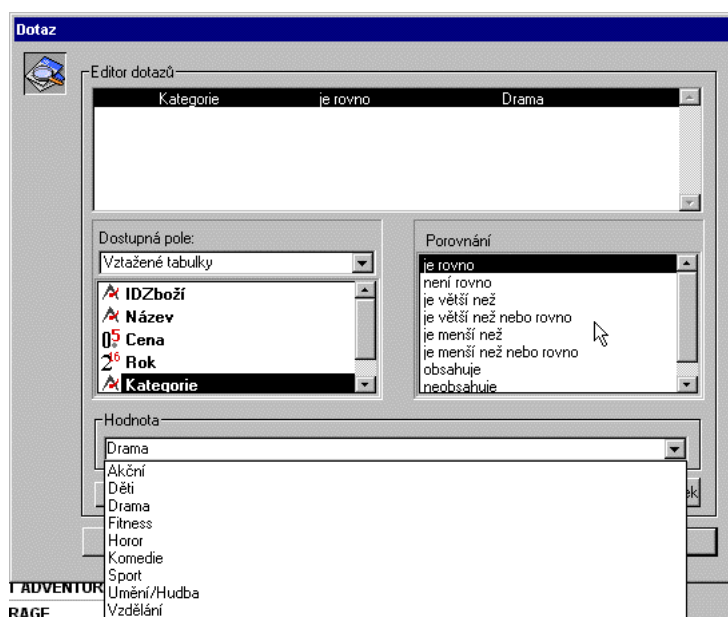 Dotaz
Editor dotazů
Kategorie je rovno Drama
Dostupná pole:
Vztažené tabulky
IDZboží
Název
Cena
Rok
Kategorie
Porovnání
je rovno
není rovno
je větší než
je větší než nebo rovno
je menší než
je menší než nebo rovno
obsahuje
neobsahuje
Hodnota
Drama
Akční
Děti
Drama
Fitness
Horor
Komedie
Sport
Umění/Hudba
Vzdělání
ek
T ADVENTUR
RAGE